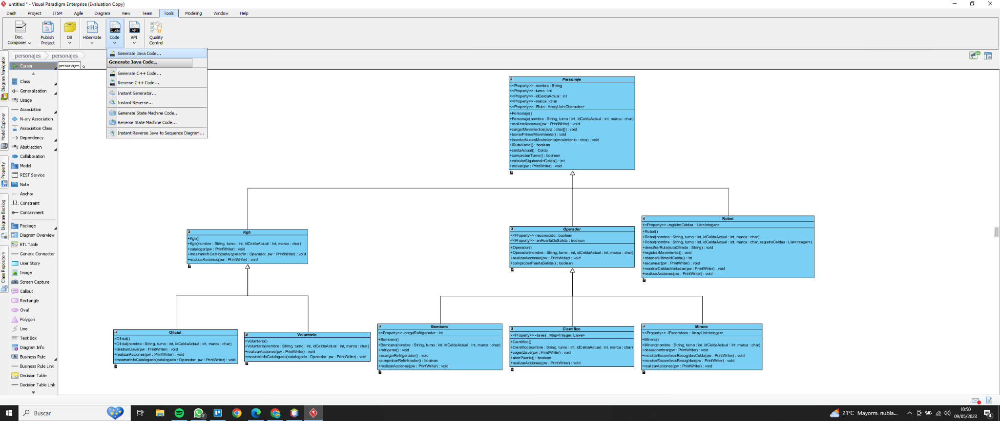 untitled * - Visual Paradigm Enterprise (Evaluation Copy)
Dash Project ITSM Agile Diagram View Team Tools Modeling Window Help
Doc. Composer
Publish Project
DB
Hibernate
Code
API
Quality Control
Generate Java Code...
Generate Java Code...
Generate C++ Code...
Reverse C++ Code...
Instant Generator...
Instant Reverse...
Generate State Machine Code...
Reverse State Machine Code...
Instant Reverse Java to Sequence Diagram...
personajes personajes
personajes
Diagram Navigator
Model Explorer
Property
Diagram Backlog
Class Repository
Cursor
Class
Generalization
Usage
Association
N-ary Association
Association Class
Dependency
Abstraction
Collaboration
Model
REST Service
Note
Anchor
Constraint
Containment
Package
Diagram Overview
ETL Table
Generic Connector
User Story
Image
Screen Capture
Callout
Rectangle
Oval
Polygon
Line
Text Box
Diagram Info
Business Rule
Business Rule Link
Decision Table
Decision Table Link
Personaje
<<Property>> -nombre : String
<<Property>> -turno : int
<<Property>> -idCeldaActual : int
<<Property>> -marca : char
<<Property>> -lRuta : ArrayList<Character>
+Personaje()
+Personaje(nombre : String, turno : int, idCeldaActual : int, marca : char)
+realizarAcciones(pw : PrintWriter) : void
+cargarMovimientos(ruta : char[]) : void
+borrarPrimerMovimiento() : void
+insertarNuevoMovimiento(movimiento : char) : void
+lRutaVacio() : boolean
+celdaActual() : Celda
+comprobarTurno() : boolean
+calcularSiguienteIdCelda() : int
+mover(pw : PrintWriter) : void
Kgb
+Kgb()
+Kgb(nombre : String, turno : int, idCeldaActual : int, marca : char)
+catalogar(pw : PrintWriter) : void
+mostrarInfoCatalogado(operador : Operador, pw : PrintWriter) : void
+realizarAcciones(pw : PrintWriter) : void
Operador
<<Property>> -reconocido : boolean
<<Property>> -enPuertaDeSalida : boolean
+Operador()
+Operador(nombre : String, turno : int, idCeldaActual : int, marca : char)
+realizarAcciones(pw : PrintWriter) : void
+comprobarPuertaSalida() : boolean
Robot
<<Property>> -registroCeldas : List<Integer>
+Robot()
+Robot(nombre : String, turno : int, idCeldaActual : int, marca : char)
+Robot(nombre : String, turno : int, idCeldaActual : int, marca : char, registroCeldas : List<Integer>)
+descifrarRuta(rutaCifrada : String) : void
+registrarMovimiento() : void
+obtenerUltimoIdCelda() : int
+escanear(pw : PrintWriter) : void
+mostrarCeldasVisitadas(pw : PrintWriter) : void
+realizarAcciones(pw : PrintWriter) : void
Oficial
+Oficial()
+Oficial(nombre : String, turno : int, idCeldaActual : int, marca : char)
+destruirLlave(pw : PrintWriter) : void
+realizarAcciones(pw : PrintWriter) : void
+mostrarInfoCatalogado(catalogado : Operador, pw : PrintWriter) : void
Voluntario
+Voluntario()
+Voluntario(nombre : String, turno : int, idCeldaActual : int, marca : char)
+realizarAcciones(pw : PrintWriter) : void
+mostrarInfoCatalogado(catalogado : Operador, pw : PrintWriter) : void
Bombero
<<Property>> -cargaRefrigerador : int
+Bombero()
+Bombero(nombre : String, turno : int, idCeldaActual : int, marca : char)
+refrigerar() : void
-recargarRefrigerador() : void
-comprobarRefriferador() : boolean
+realizarAcciones(pw : PrintWriter) : void
Cientifico
<<Property>> -llaves : Map<Integer, Llave>
+Cientifico()
+Cientifico(nombre : String, turno : int, idCeldaActual : int, marca : char)
+cogerLlave(pw : PrintWriter) : void
+abrirPuerta() : boolean
+realizarAcciones(pw : PrintWriter) : void
Minero
<<Property>> -lEscombros : ArrayList<Integer>
+Minero()
+Minero(nombre : String, turno : int, idCeldaActual : int, marca : char)
+desescombrar(pw : PrintWriter) : void
+mostrarEscombrosRecogidosCelda(pw : PrintWriter) : void
+mostrarEscombrosRecogidos(pw : PrintWriter) : void
+realizarAcciones(pw : PrintWriter) : void
Buscar
21°C Mayorm. nubla...
10:50
09/05/2023